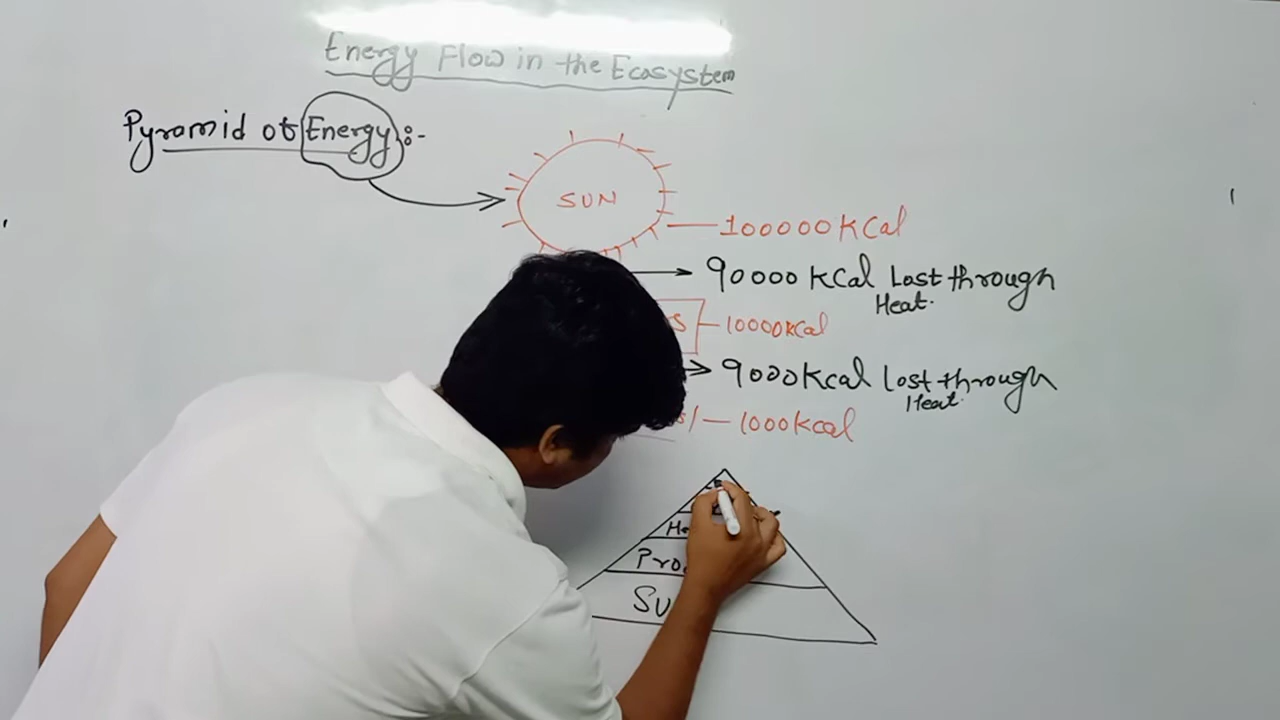 Energy Flow in the Ecosystem
Pyramid of Energy :-
SUN
100000 KCal
90000 KCal Lost through
Heat.
10000KCal
9000Kcal Lost through
Heat.
1000Kcal